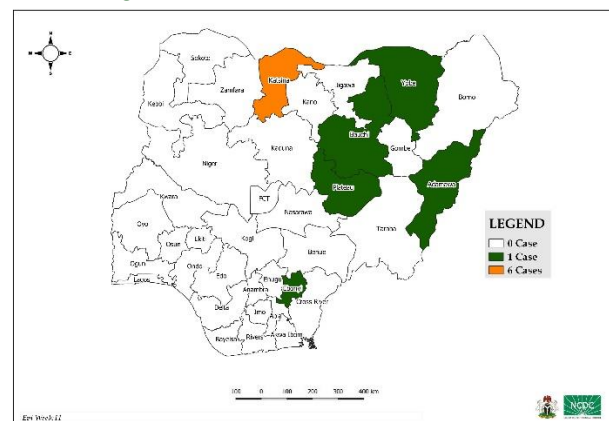 N
W
E
S
Sokoto
Katsina
Jigawa
Yobe
Zamfara
Borno
Kebbi
Kano
Bauchi
Gombe
Kaduna
Niger
Adamawa
Plateau
FCT
Kwara
Nasarawa
Taraba
LEGEND
0 Case
1 Case
6 Cases
Oyo
Ekiti
Kogi
Benue
Osun
Ogun
Ondo
Lagos
Edo
Enugu
Ebonyi
Anambra
Cross River
Delta
Imo
Abia
Bayelsa
Rivers
Akwa Ibom
100 0 100 200 300 400 km
NCDC
Epi Week 11